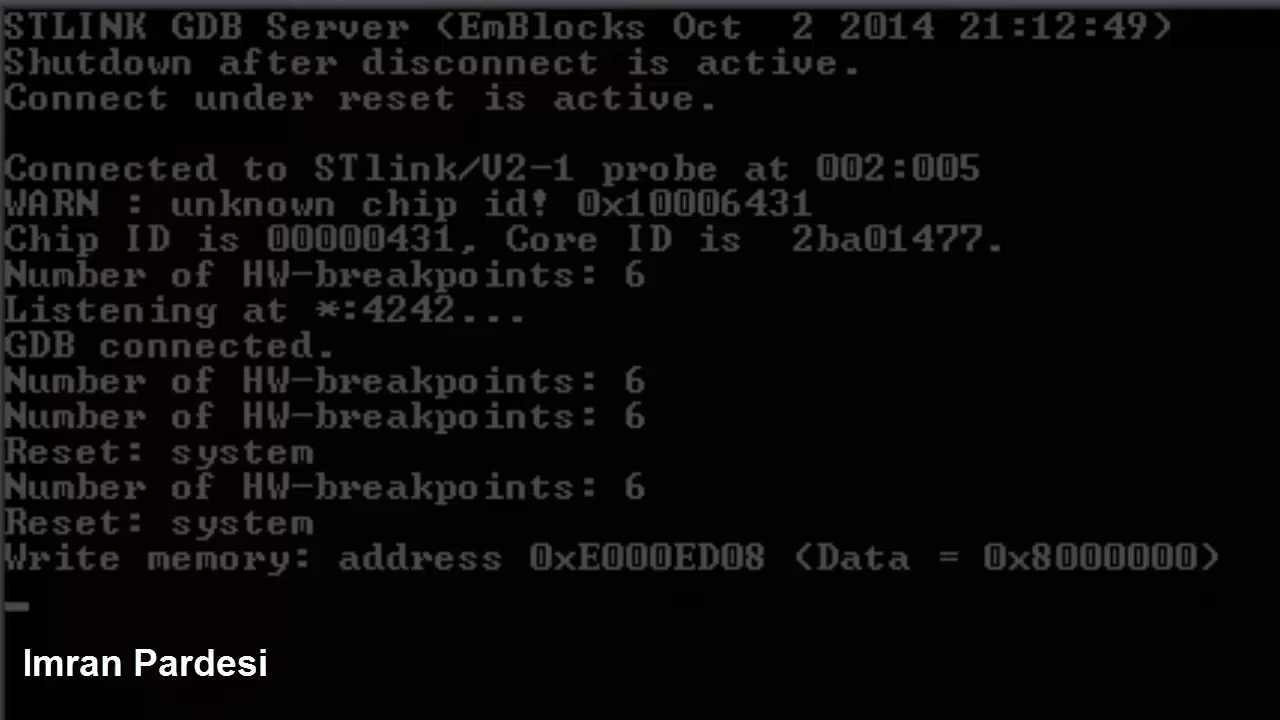 STLINK GDB Server (EmBlocks Oct  2 2014 21:12:49)
Shutdown after disconnect is active.
Connect under reset is active.
Connected to STlink/V2-1 probe at 002:005
WARN : unknown chip id! 0x10006431
Chip ID is 00000431, Core ID is  2ba01477.
Number of HW-breakpoints: 6
Listening at *:4242...
GDB connected.
Number of HW-breakpoints: 6
Number of HW-breakpoints: 6
Reset: system
Number of HW-breakpoints: 6
Reset: system
Write memory: address 0xE000ED08 (Data = 0x8000000)
Imran Pardesi